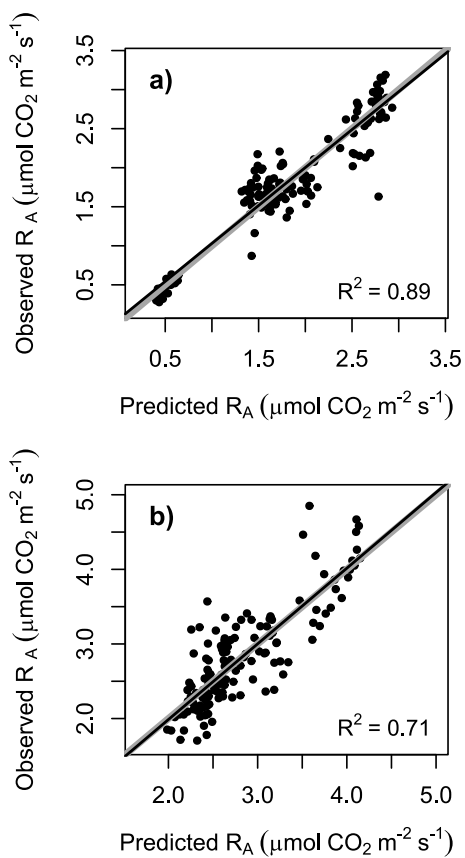 a)
3.5
2.5
1.5
0.5
Observed R A (μmol CO2 m-2 s-1)
R2 = 0.89
0.5 1.5 2.5 3.5
Predicted RA (μmol CO2 m-2 s-1)
b)
5.0
4.0
3.0
2.0
Observed R A (μmol CO2 m-2 s-1)
R2 = 0.71
2.0 3.0 4.0 5.0
Predicted RA (μmol CO2 m-2 s-1)